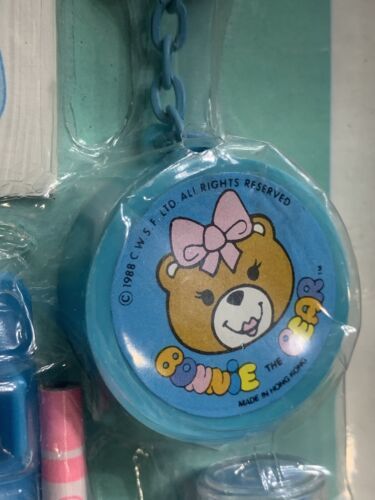 © 1988 C.W.S.F. LTD. ALL RIGHTS RESERVED
BONNIE THE BEAR™
MADE IN HONG KONG